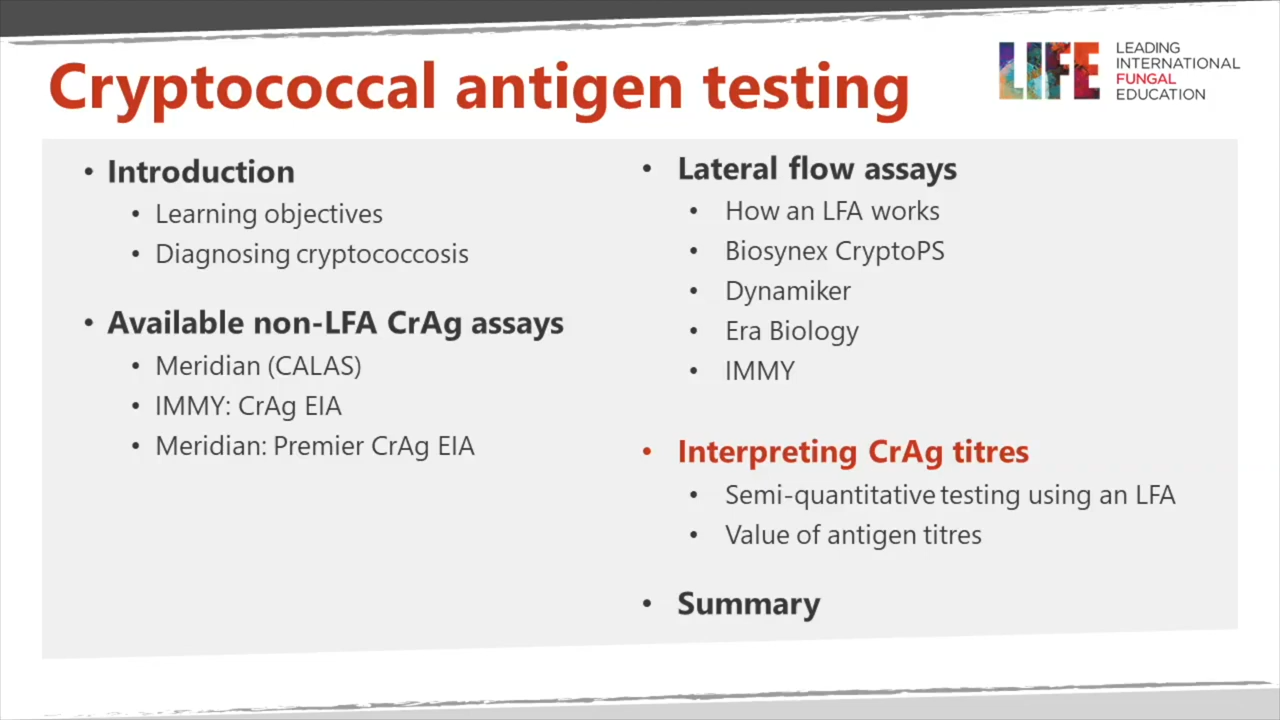 Cryptococcal antigen testing
LIFE
LEADING
INTERNATIONAL
FUNGAL
EDUCATION
• Introduction
• Learning objectives
• Diagnosing cryptococcosis
• Available non-LFA CrAg assays
• Meridian (CALAS)
• IMMY: CrAg EIA
• Meridian: Premier CrAg EIA
• Lateral flow assays
• How an LFA works
• Biosynex CryptoPS
• Dynamiker
• Era Biology
• IMMY
• Interpreting CrAg titres
• Semi-quantitative testing using an LFA
• Value of antigen titres
• Summary